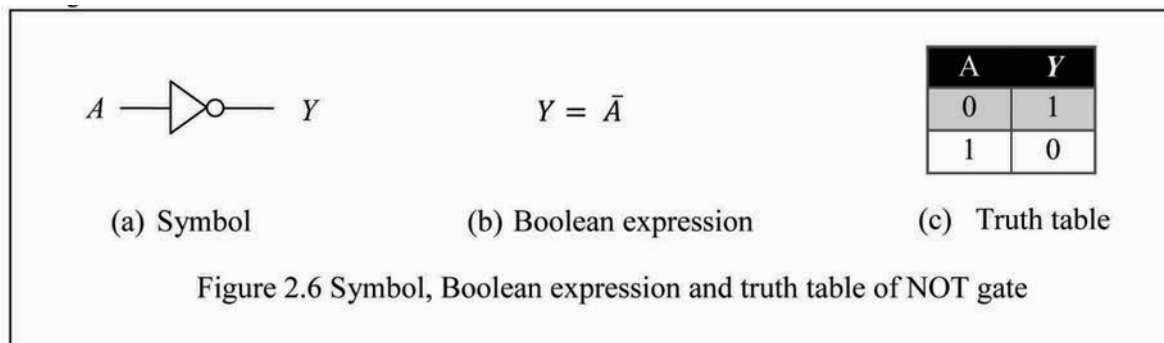 A Y
Y = Ā
A Y
0 1
1 0
(a) Symbol
(b) Boolean expression
(c) Truth table
Figure 2.6 Symbol, Boolean expression and truth table of NOT gate